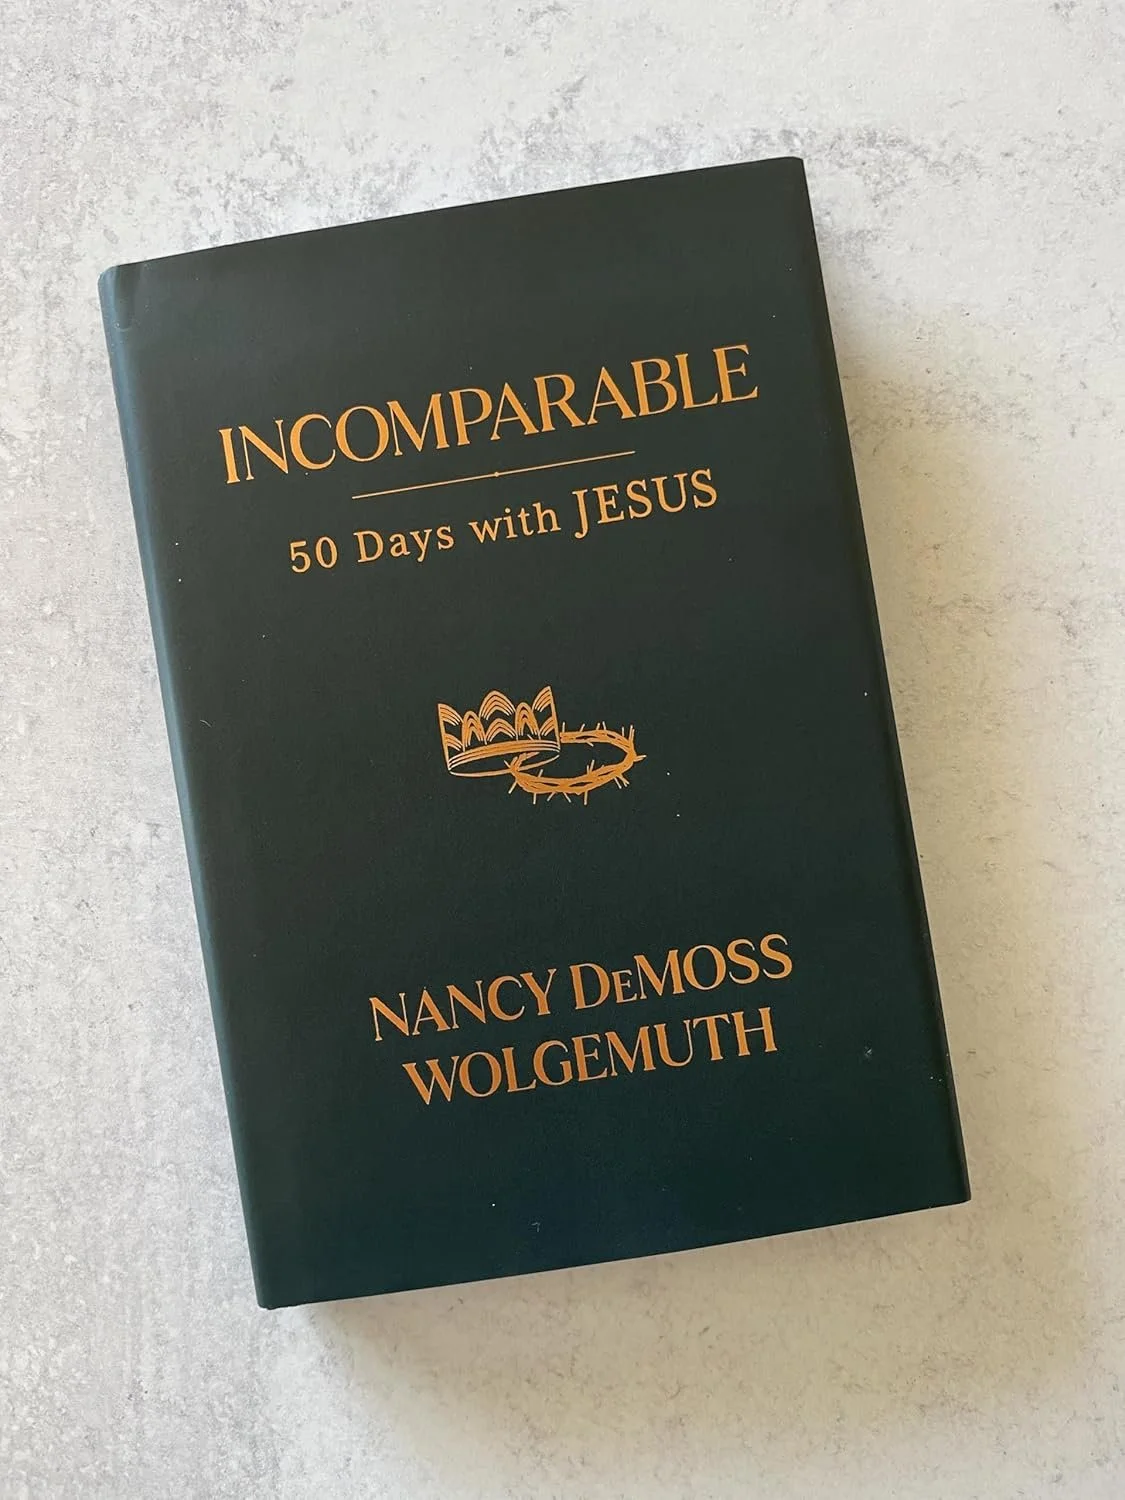 INCOMPARABLE
50 Days with JESUS
NANCY DEMOSS
WOLGEMUTH